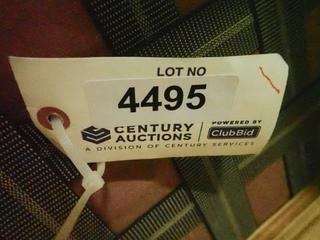 LOT NO
4495
CENTURY AUCTIONS
POWERED BY
ClubBid
A DIVISION OF CENTURY SERVICES